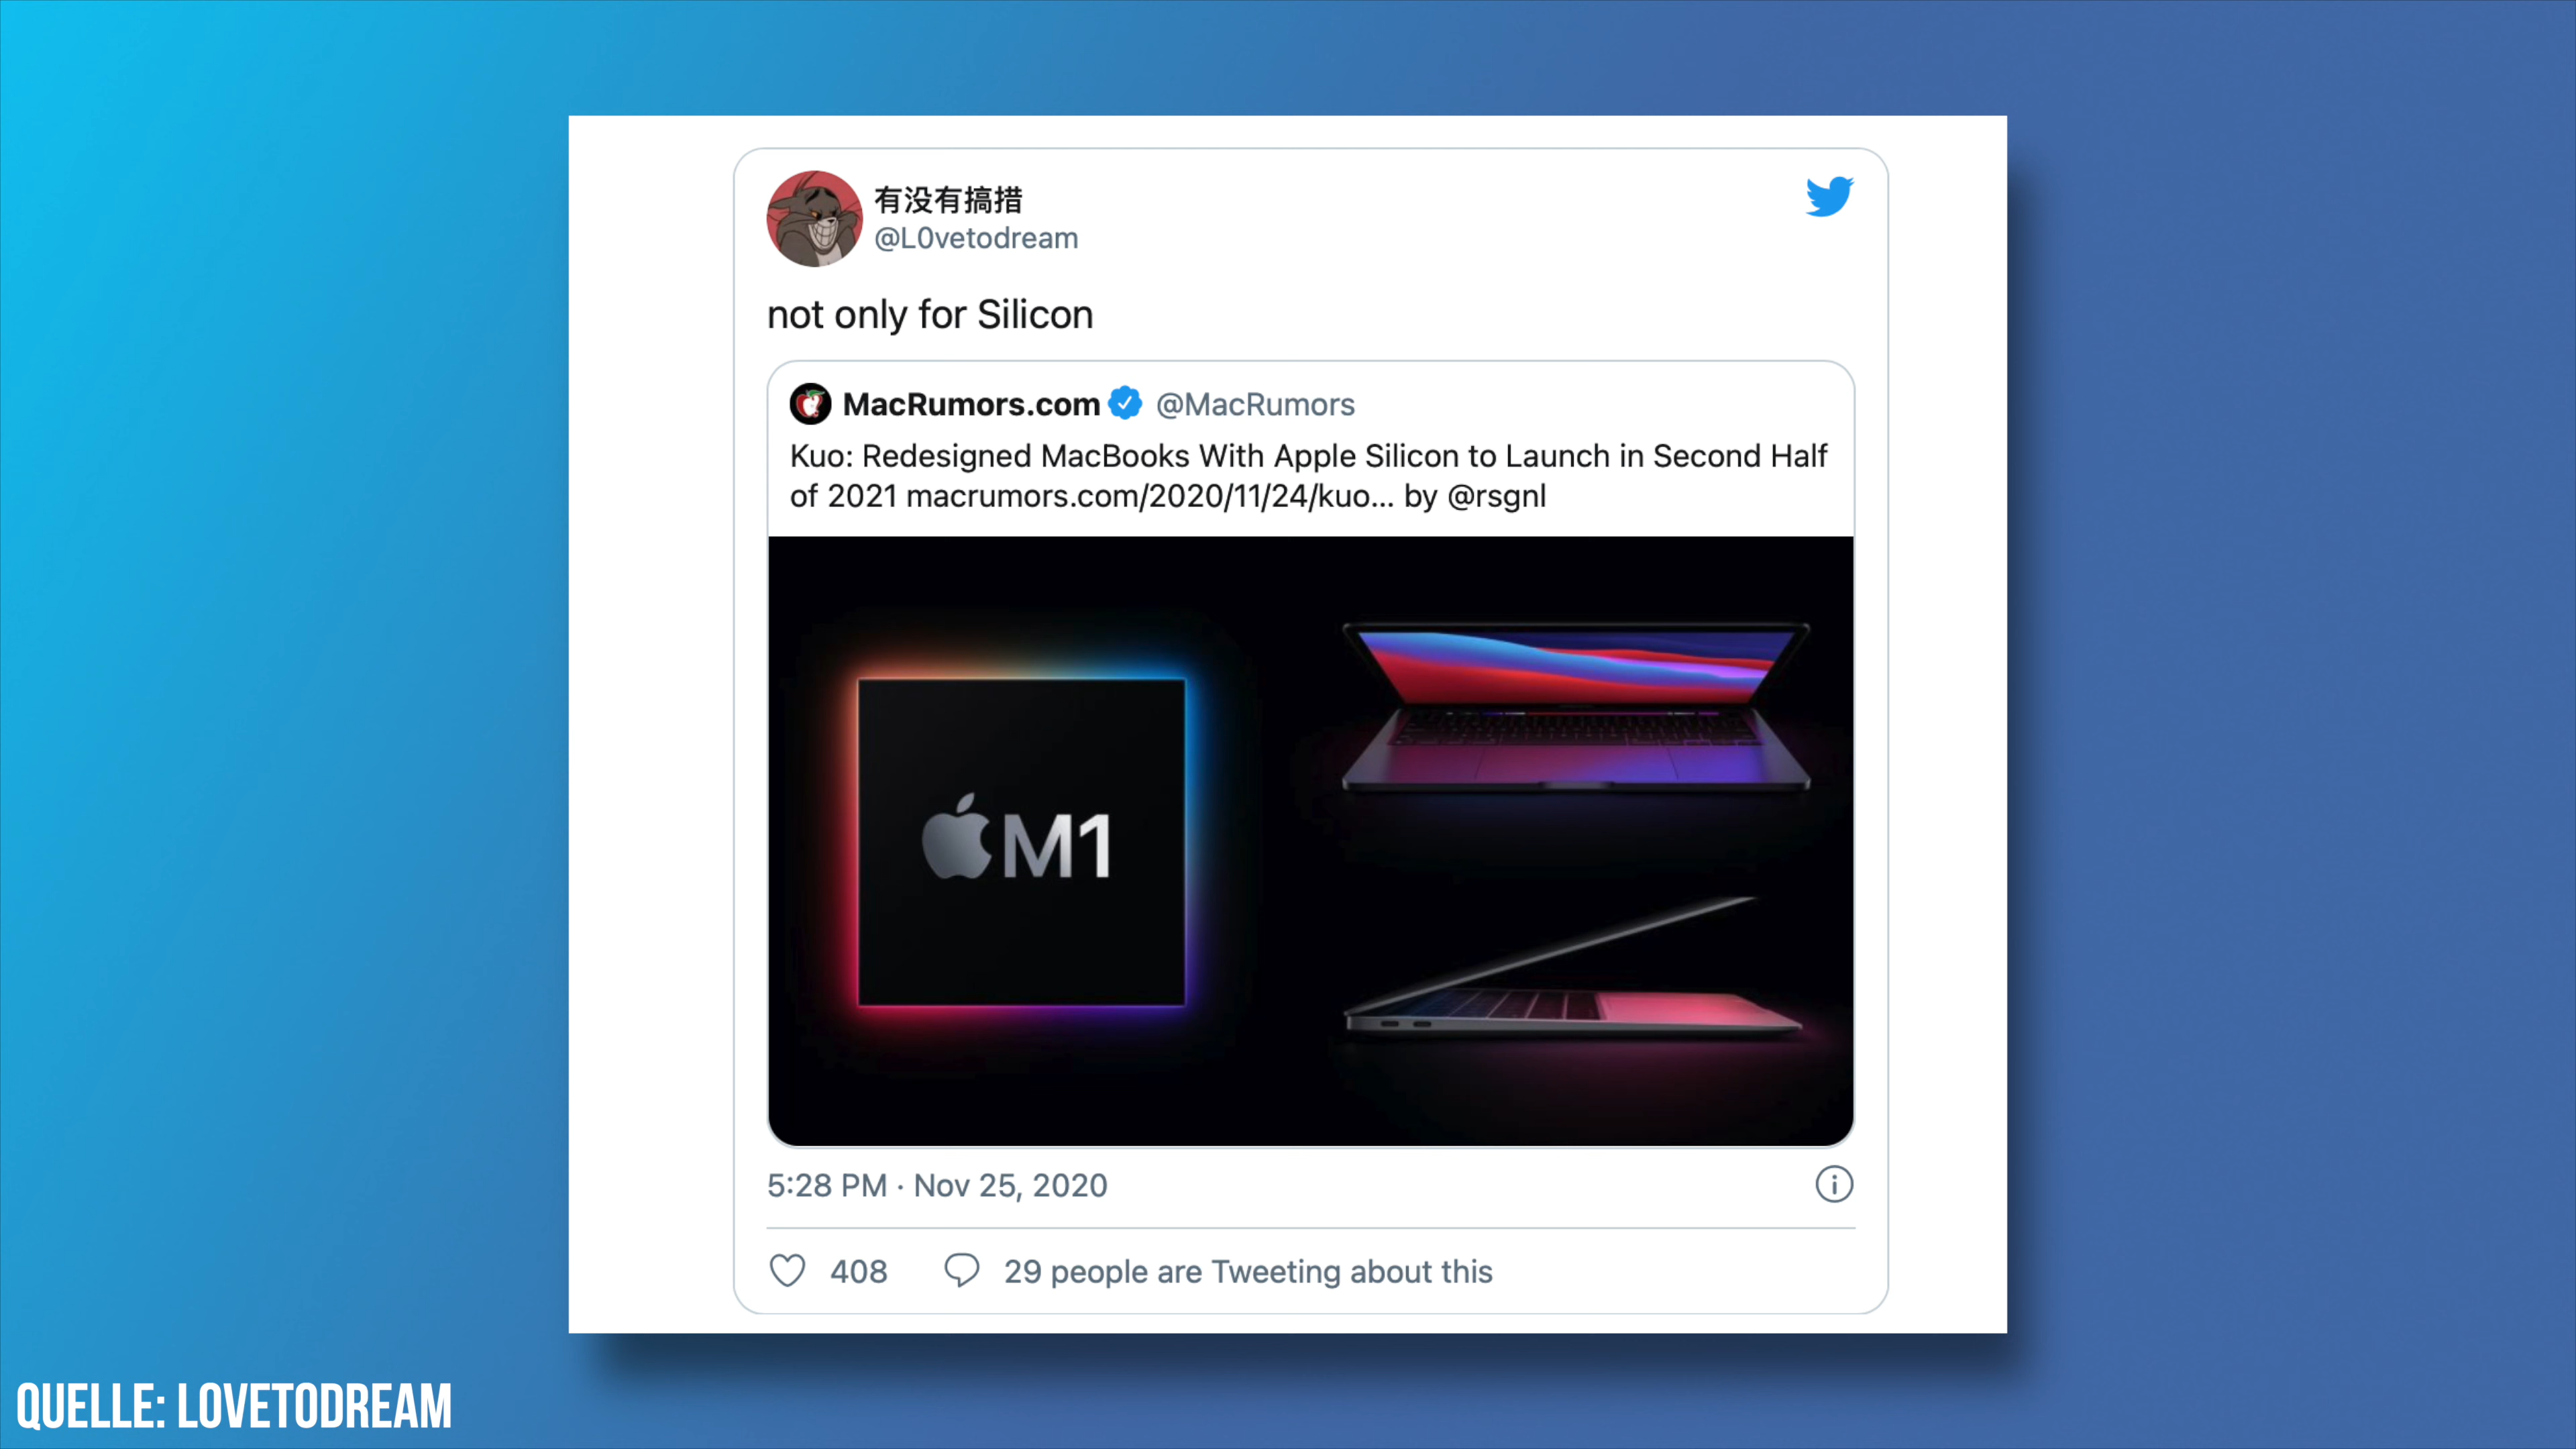 有没有搞措
@L0vetodream
not only for Silicon
MacRumors.com @MacRumors
Kuo: Redesigned MacBooks With Apple Silicon to Launch in Second Half
of 2021 macrumors.com/2020/11/24/kuo... by @rsgnl
M1
5:28 PM · Nov 25, 2020
408 29 people are Tweeting about this
QUELLE: LOVETODREAM